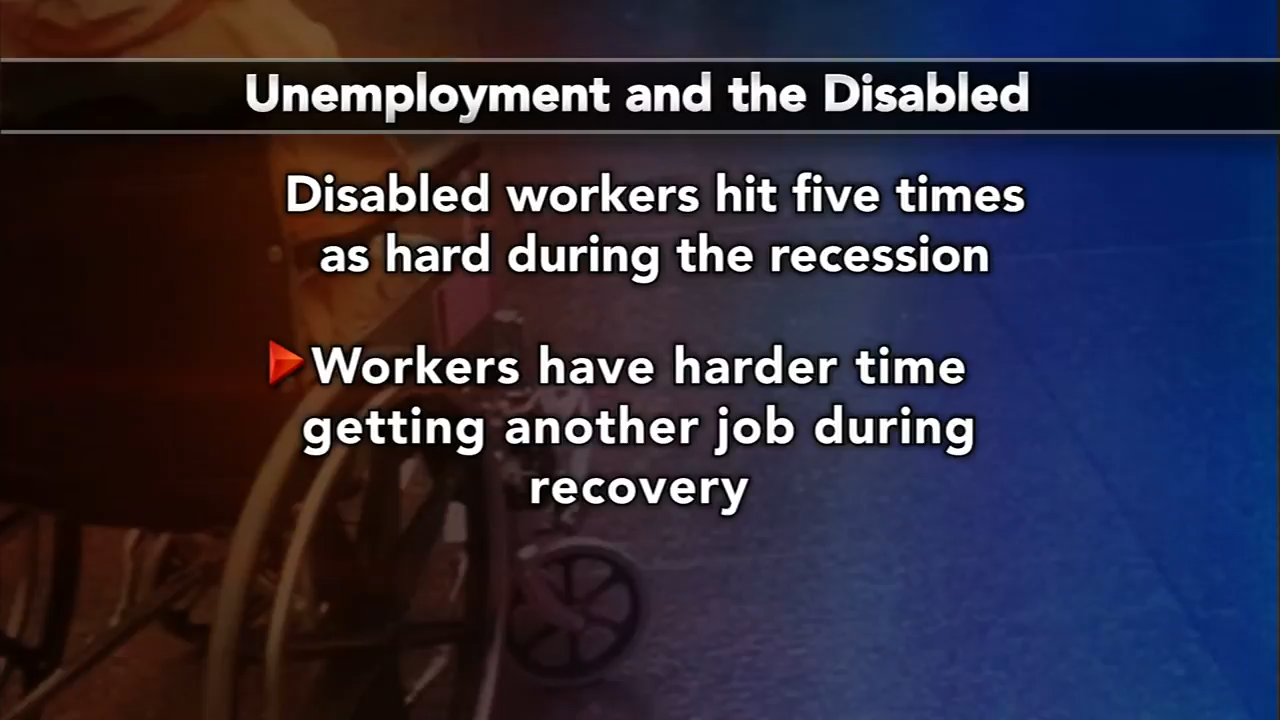 Unemployment and the Disabled
Disabled workers hit five times
as hard during the recession
Workers have harder time
getting another job during
recovery